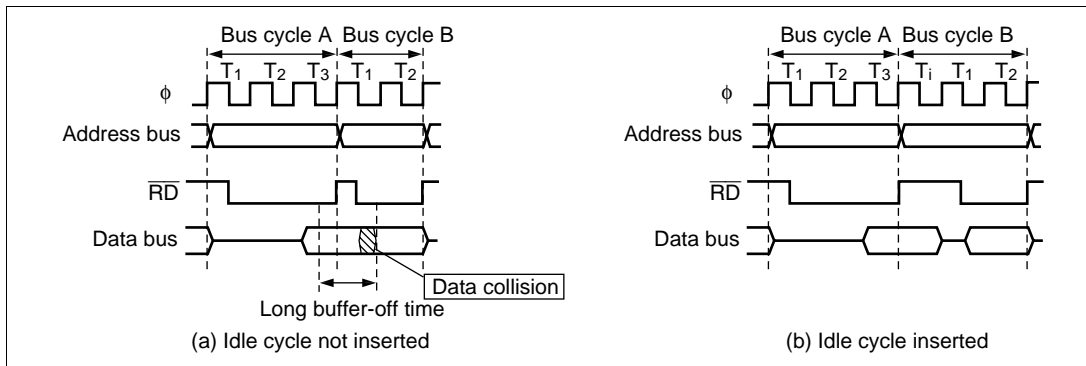 Bus cycle A Bus cycle B
T1 T2 T3 T1 T2
φ
Address bus
RD
Data bus
Data collision
Long buffer-off time
(a) Idle cycle not inserted
Bus cycle A Bus cycle B
T1 T2 T3 Ti T1 T2
φ
Address bus
RD
Data bus
(b) Idle cycle inserted